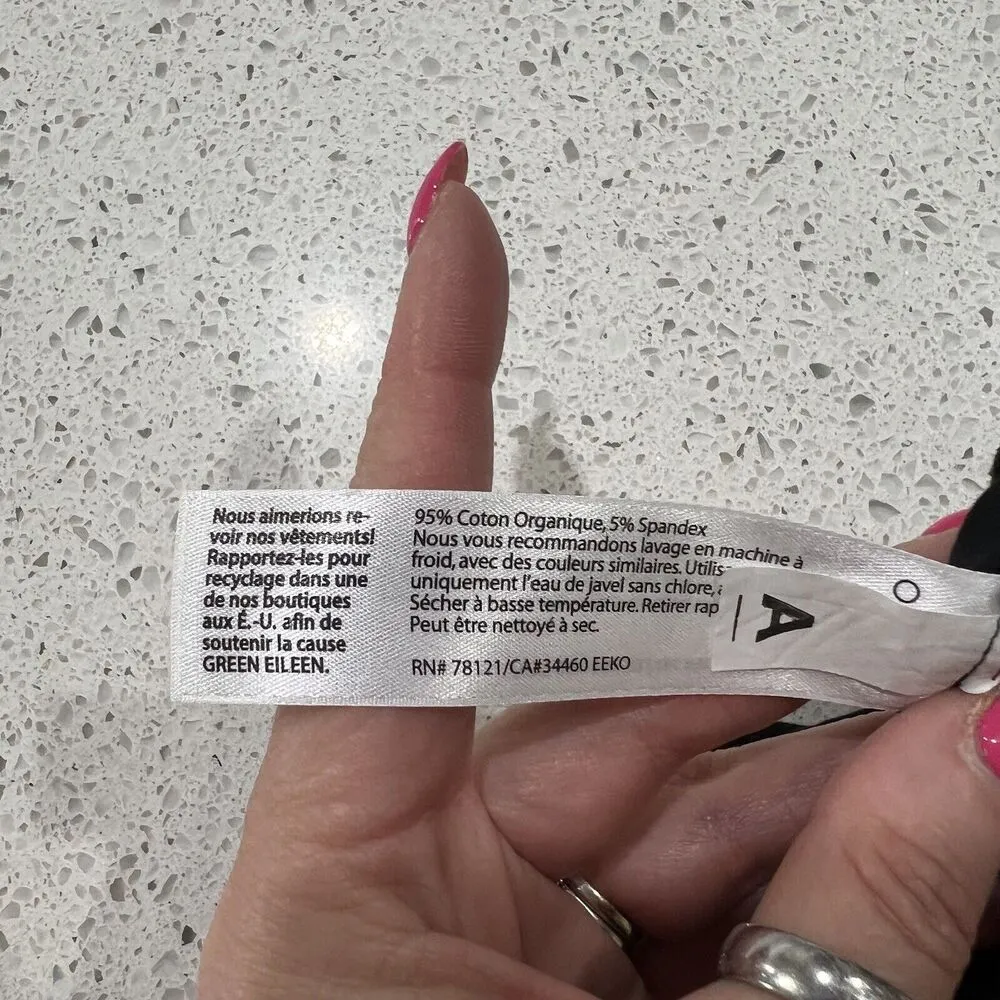 Nous aimerions re-
voir nos vêtements!
Rapportez-les pour
recyclage dans une
de nos boutiques
aux É.-U. afin de
soutenir la cause
GREEN EILEEN.
95% Coton Organique, 5% Spandex
Nous vous recommandons lavage en machine à
froid, avec des couleurs similaires.
uniquement l'eau de javel sans chlore,
Sécher à basse température. Retirer
Peut être nettoyé à sec.
RN# 78121/CA#34460 EEKO
A